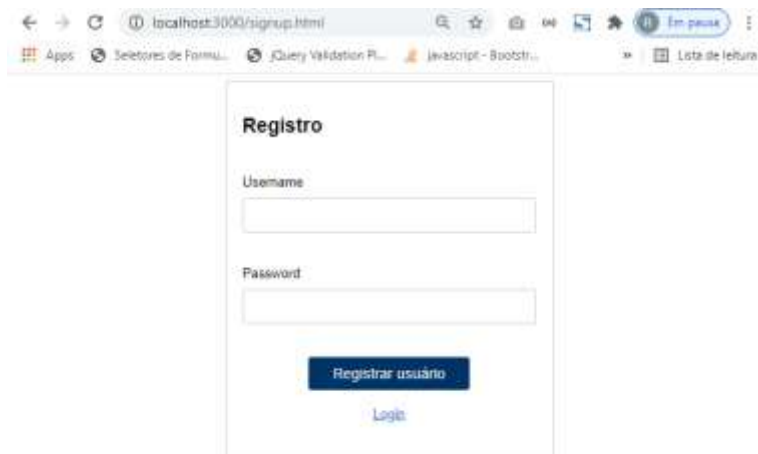 localhost:3000/signup.html
Em pausa
Apps Seletores de Formu... jQuery Validation Pl... javascript - Bootstr... » Lista de leitura
Registro
Username
Password
Registrar usuário
Login